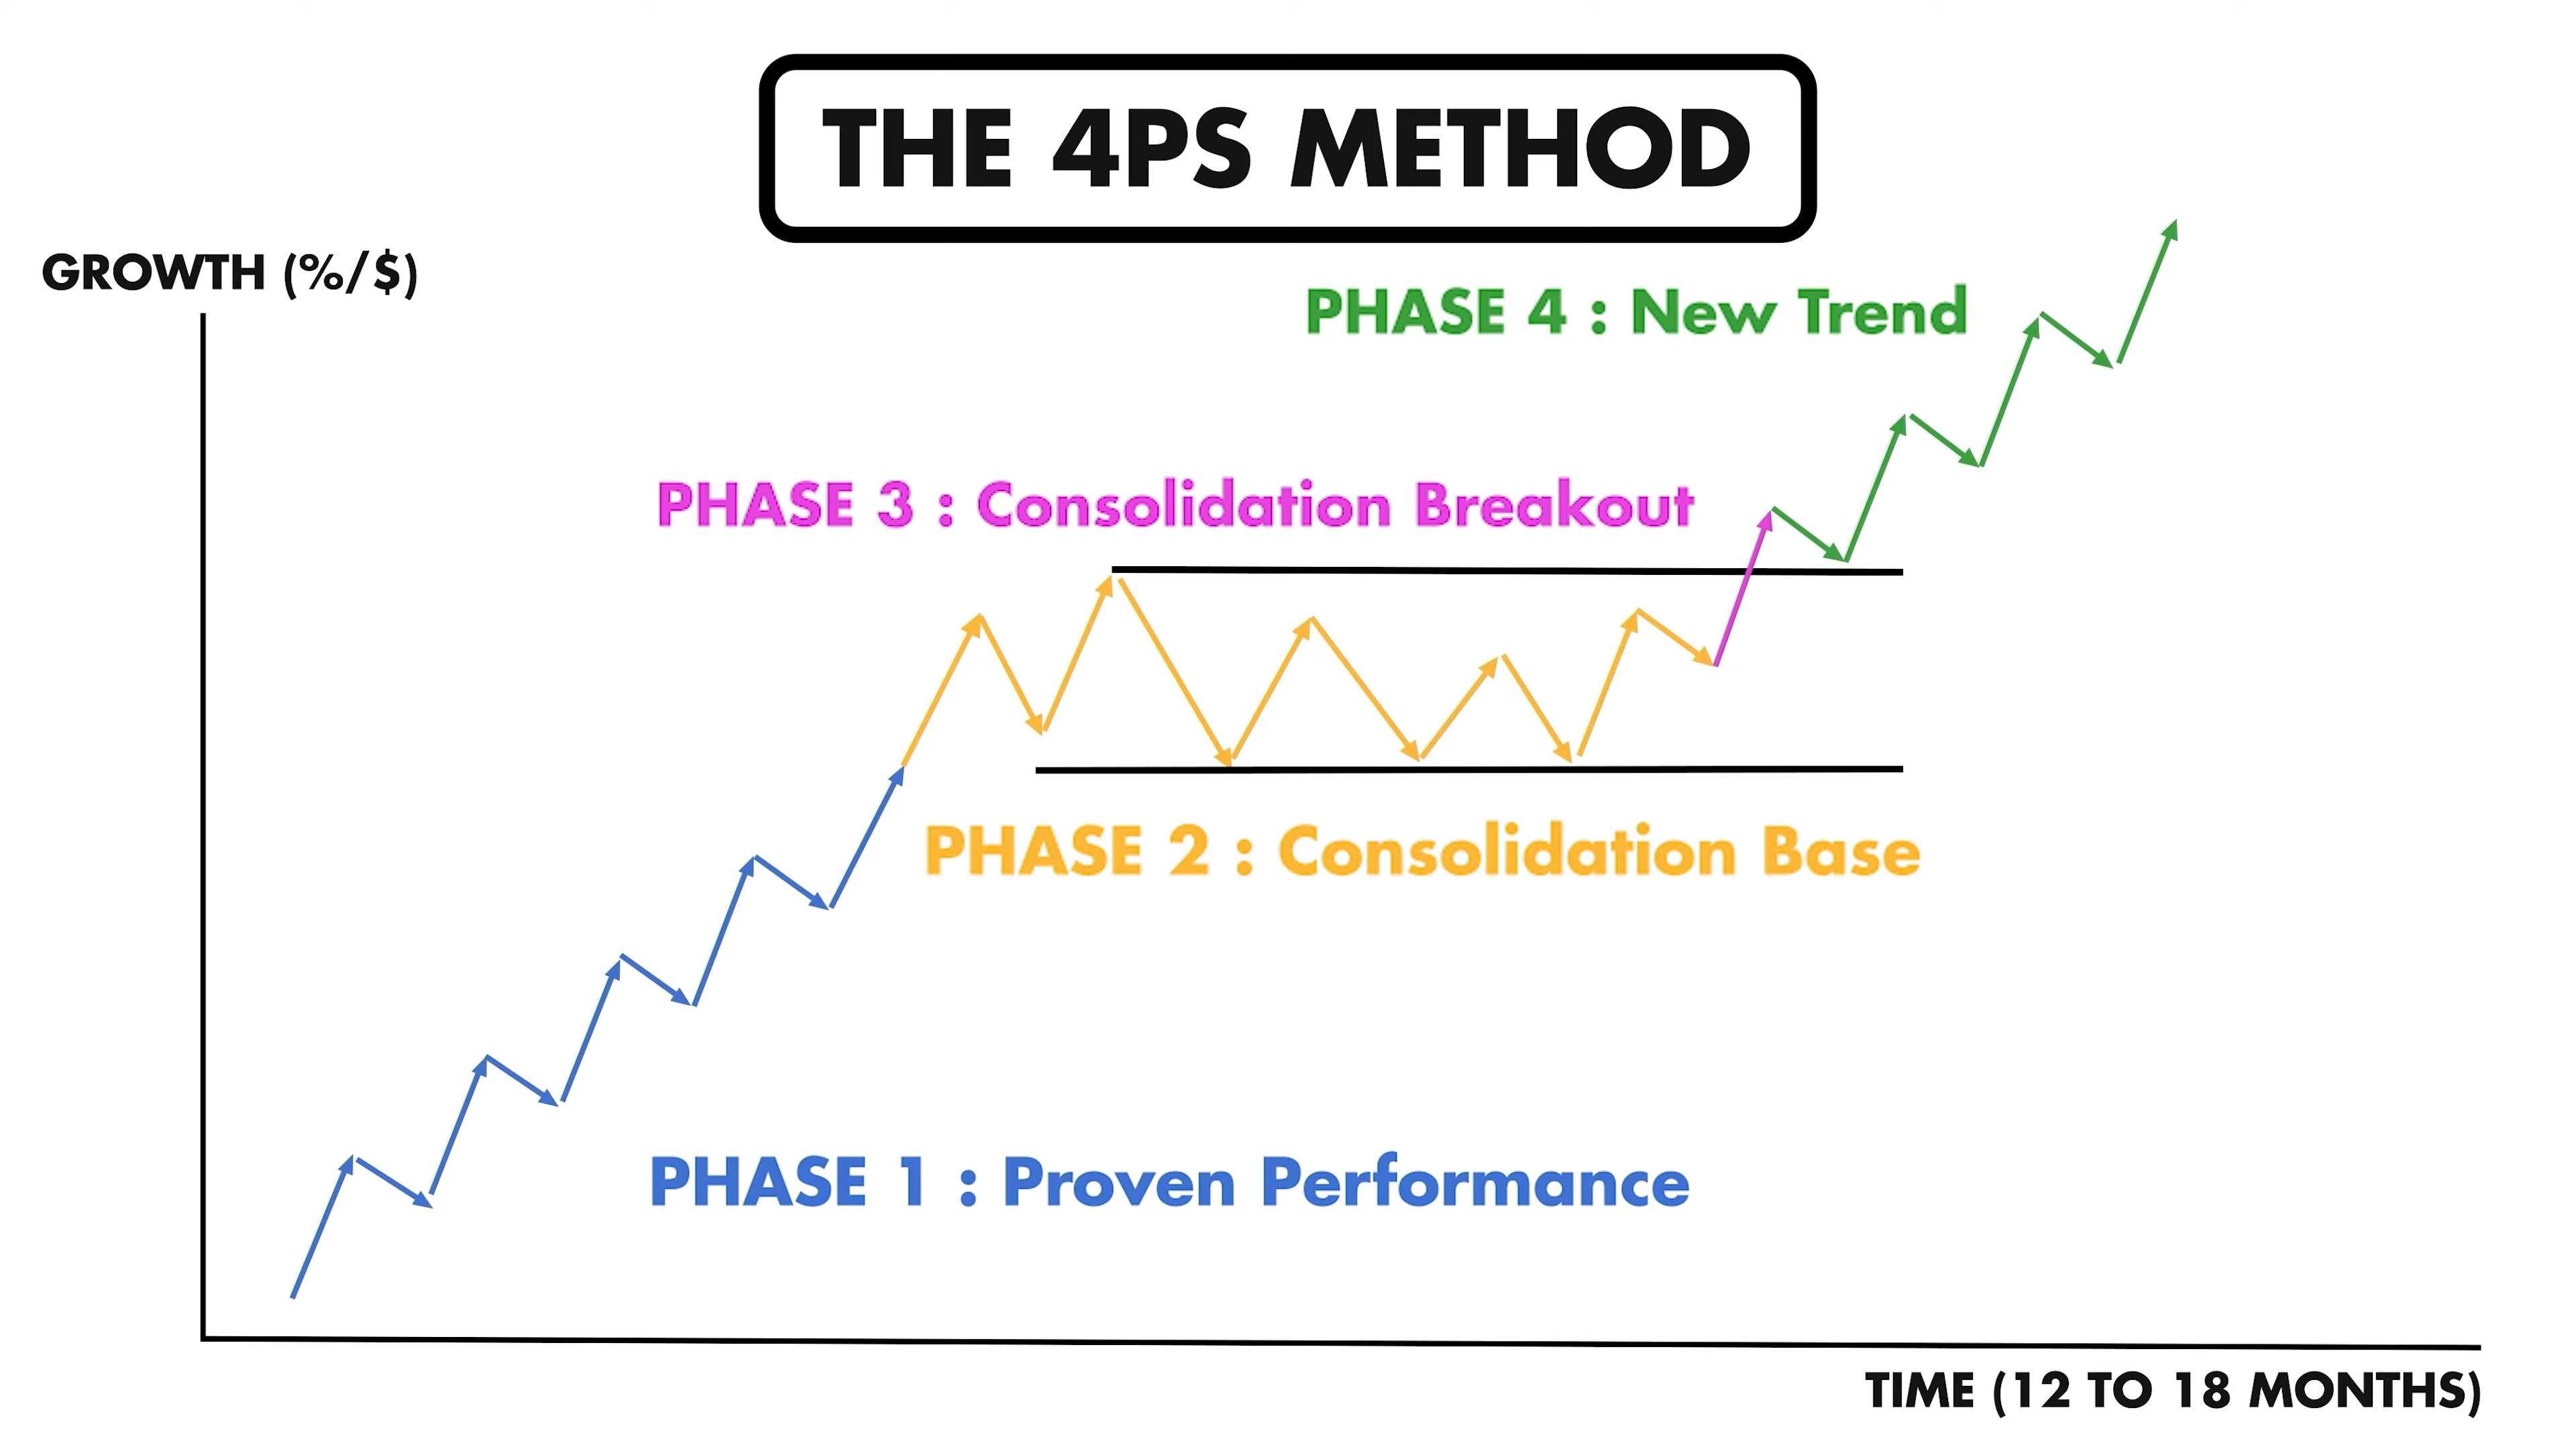 THE 4PS METHOD
GROWTH (%/$)
PHASE 4 : New Trend
PHASE 3 : Consolidation Breakout
PHASE 2 : Consolidation Base
PHASE 1 : Proven Performance
TIME (12 TO 18 MONTHS)